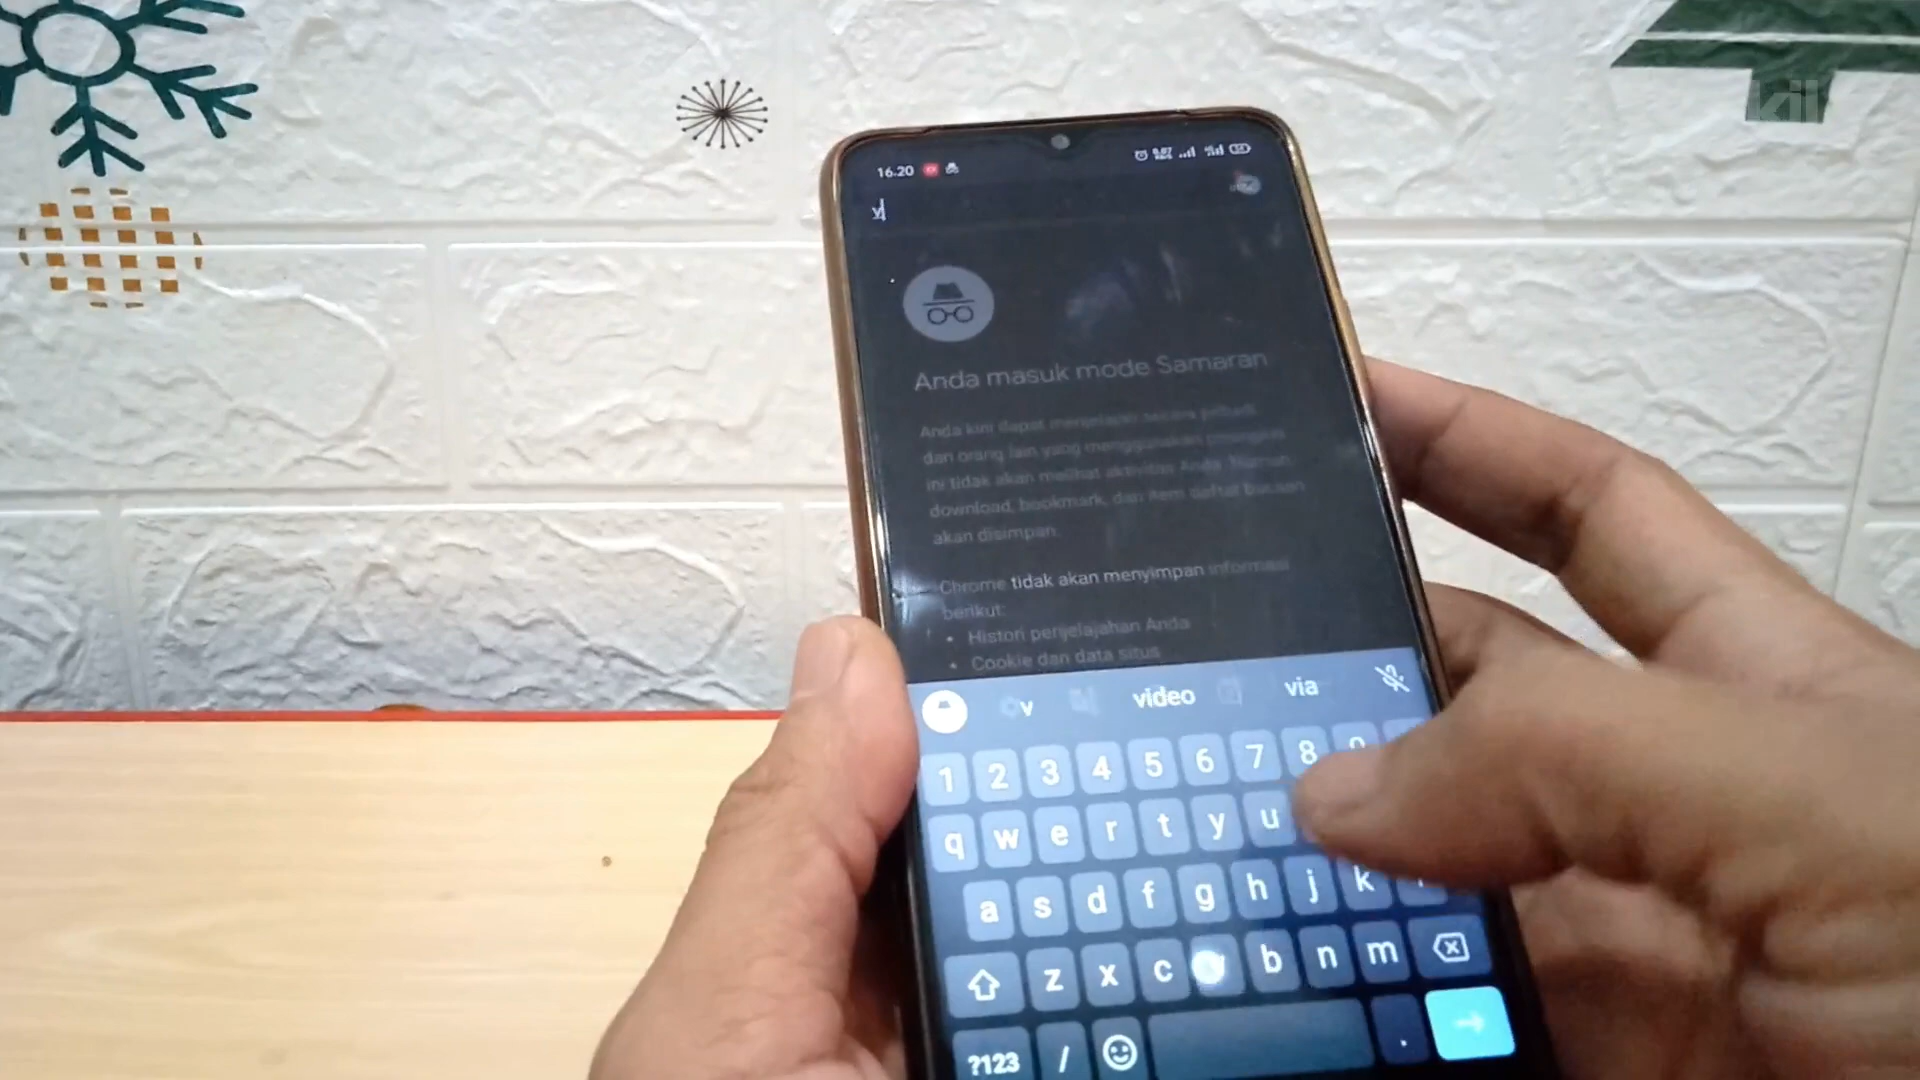 kil
16.20
v
Anda masuk mode Samaran
Anda kini dapat menjelajah secara pribadi,
dan orang lain yang menggunakan perangkat
ini tidak akan melihat aktivitas Anda. Namun,
download, bookmark, dan item daftar bacaan
akan disimpan.
Chrome tidak akan menyimpan informasi
berikut:
• Histori penjelajahan Anda
• Cookie dan data situs
v video via
1 2 3 4 5 6 7 8 9
q w e r t y u
a s d f g h j k
z x c b n m
?123 / .